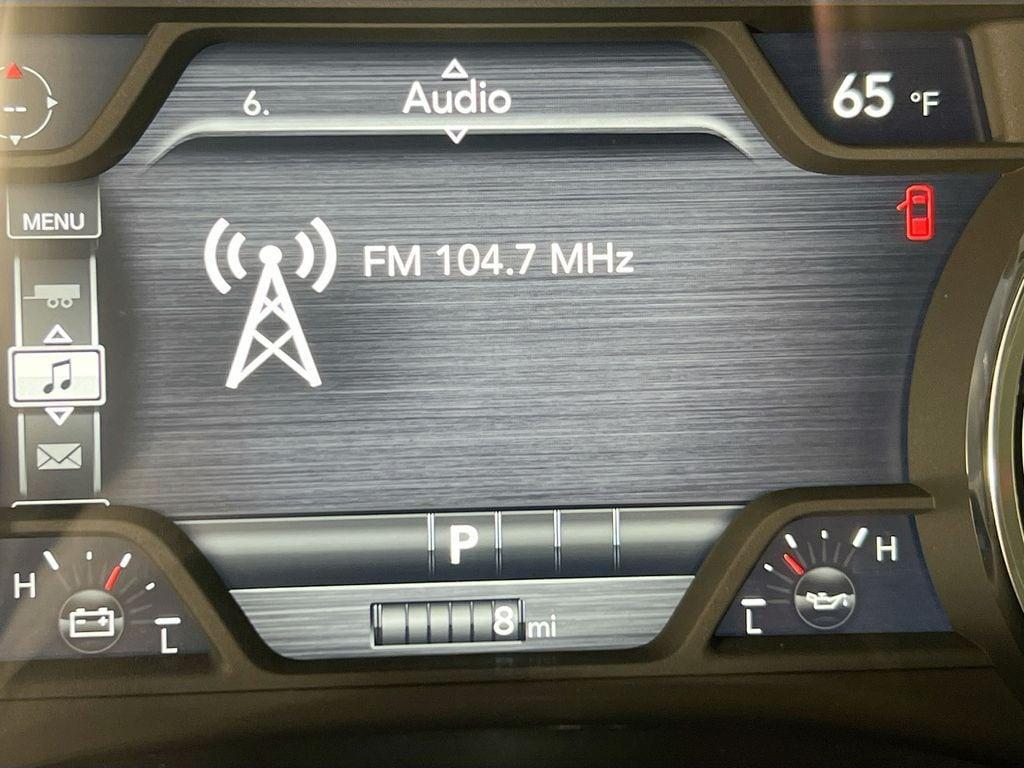 6. Audio
65 °F
--
MENU
FM 104.7 MHz
P
H
L
8 mi
H
L